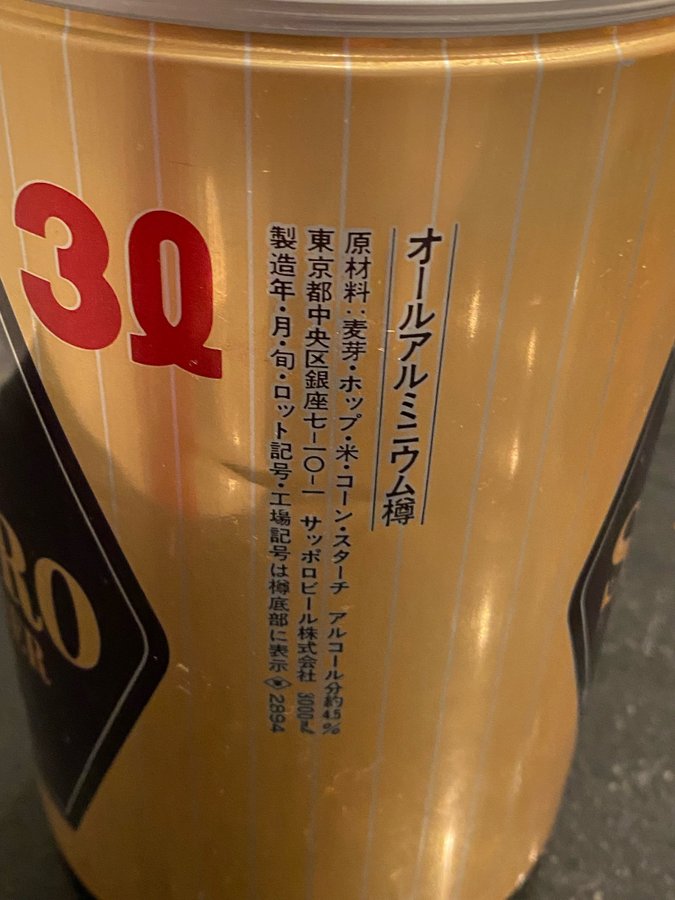 3ℓ
オールアルミニウム樽
原材料：麦芽・ホップ・米・コーン・スターチ アルコール分約4.5%
東京都中央区銀座七-一〇-一 サッポロビール株式会社 3000mℓ
製造年・月・旬・ロット記号・工場記号は樽底部に表示 2894
RO
ER